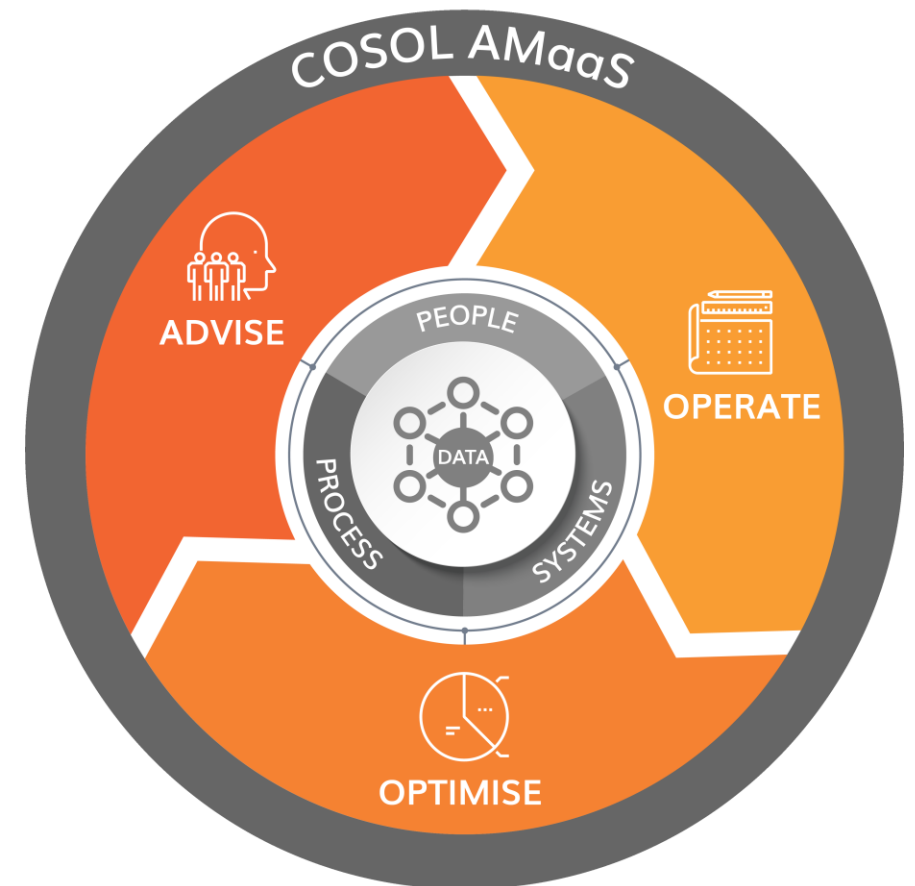 COSOL AMaaS
ADVISE
OPERATE
OPTIMISE
PEOPLE
PROCESS
SYSTEMS
DATA